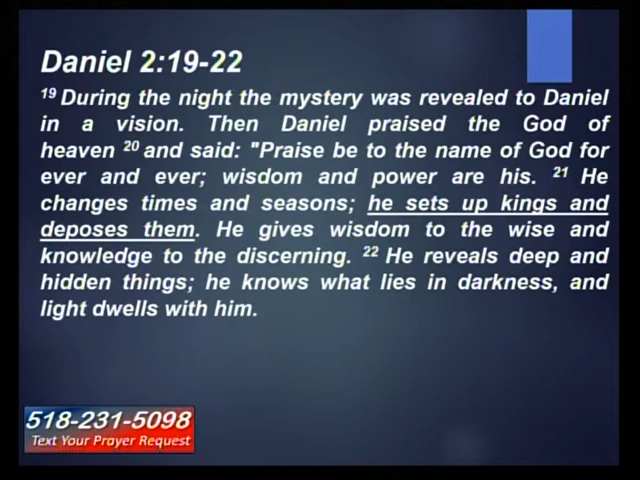 Daniel 2:19-22
19 During the night the mystery was revealed to Daniel
in a vision. Then Daniel praised the God of
heaven 20 and said: "Praise be to the name of God for
ever and ever; wisdom and power are his. 21 He
changes times and seasons; he sets up kings and
deposes them. He gives wisdom to the wise and
knowledge to the discerning. 22 He reveals deep and
hidden things; he knows what lies in darkness, and
light dwells with him.
518-231-5098
Text Your Prayer Request